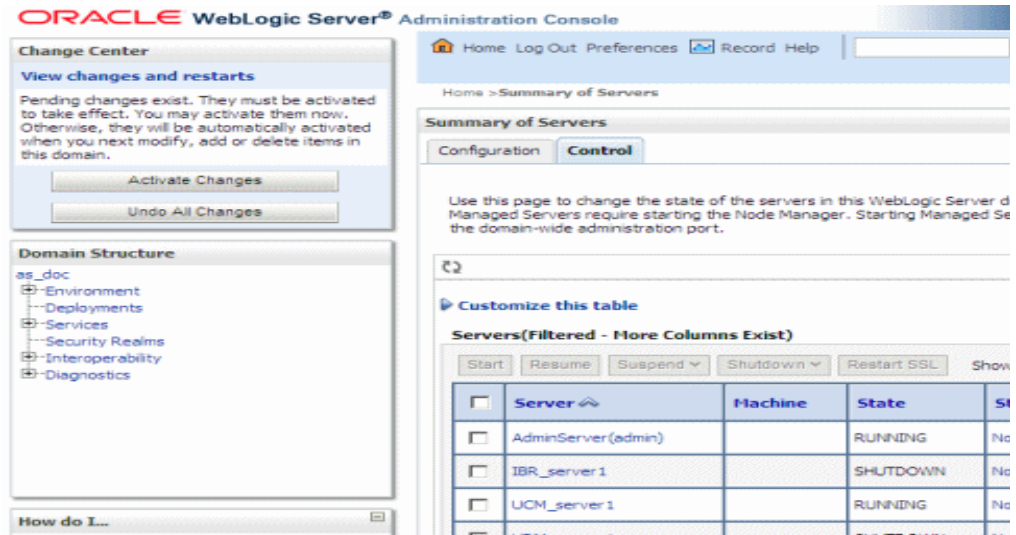 ORACLE WebLogic Server® Administration Console
Change Center
View changes and restarts
Pending changes exist. They must be activated
to take effect. You may activate them now.
Otherwise, they will be automatically activated
when you next modify, add or delete items in
this domain.
Activate Changes
Undo All Changes
Domain Structure
as_doc
Environment
Deployments
Services
Security Realms
Interoperability
Diagnostics
How do I...
Home Log Out Preferences Record Help
Home >Summary of Servers
Summary of Servers
Configuration Control
Use this page to change the state of the servers in this WebLogic Server d
Managed Servers require starting the Node Manager. Starting Managed Se
the domain-wide administration port.
Customize this table
Servers(Filtered - More Columns Exist)
Start Resume Suspend Shutdown Restart SSL Show
Server Machine State St
AdminServer(admin) RUNNING No
IBR_server1 SHUTDOWN No
UCM_server1 RUNNING No